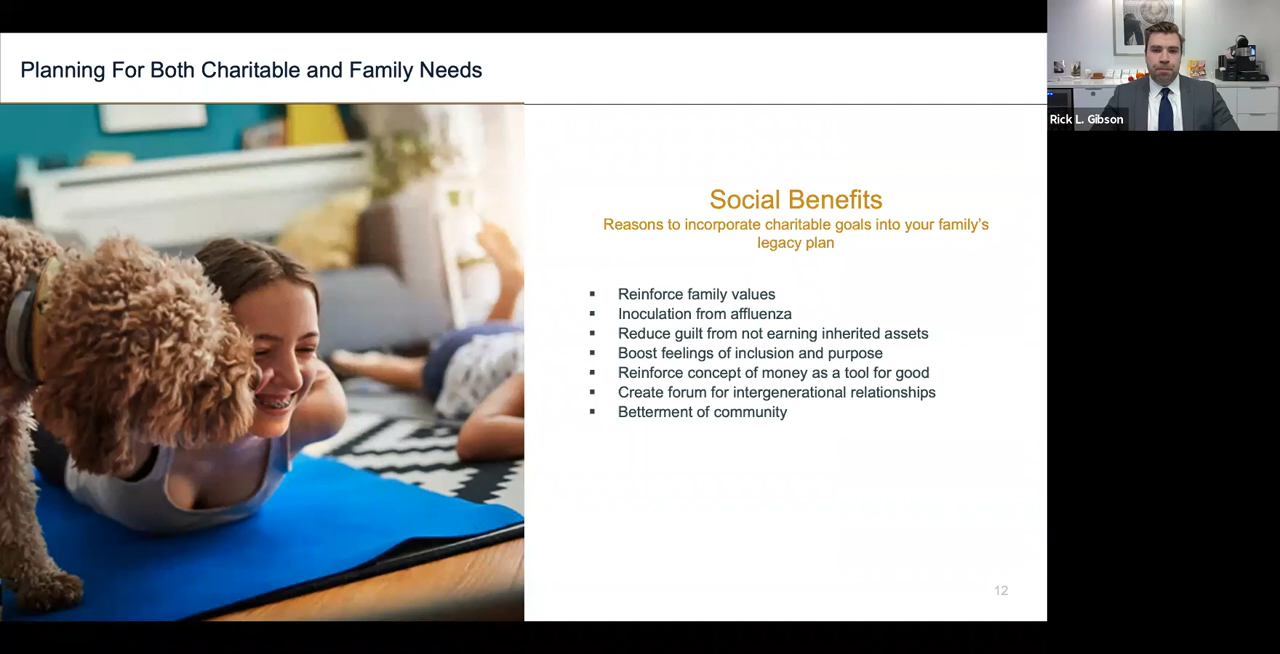 Planning For Both Charitable and Family Needs
Rick L. Gibson
Social Benefits
Reasons to incorporate charitable goals into your family's
legacy plan
▪ Reinforce family values
▪ Inoculation from affluenza
▪ Reduce guilt from not earning inherited assets
▪ Boost feelings of inclusion and purpose
▪ Reinforce concept of money as a tool for good
▪ Create forum for intergenerational relationships
▪ Betterment of community
12